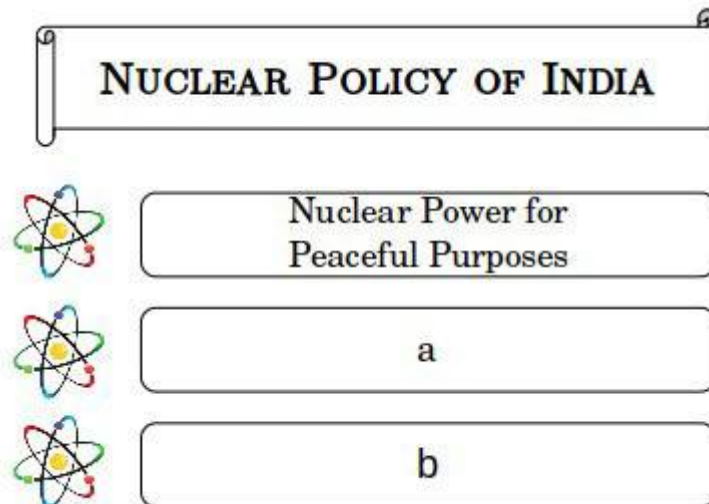 NUCLEAR POLICY OF INDIA
Nuclear Power for
Peaceful Purposes
a
b